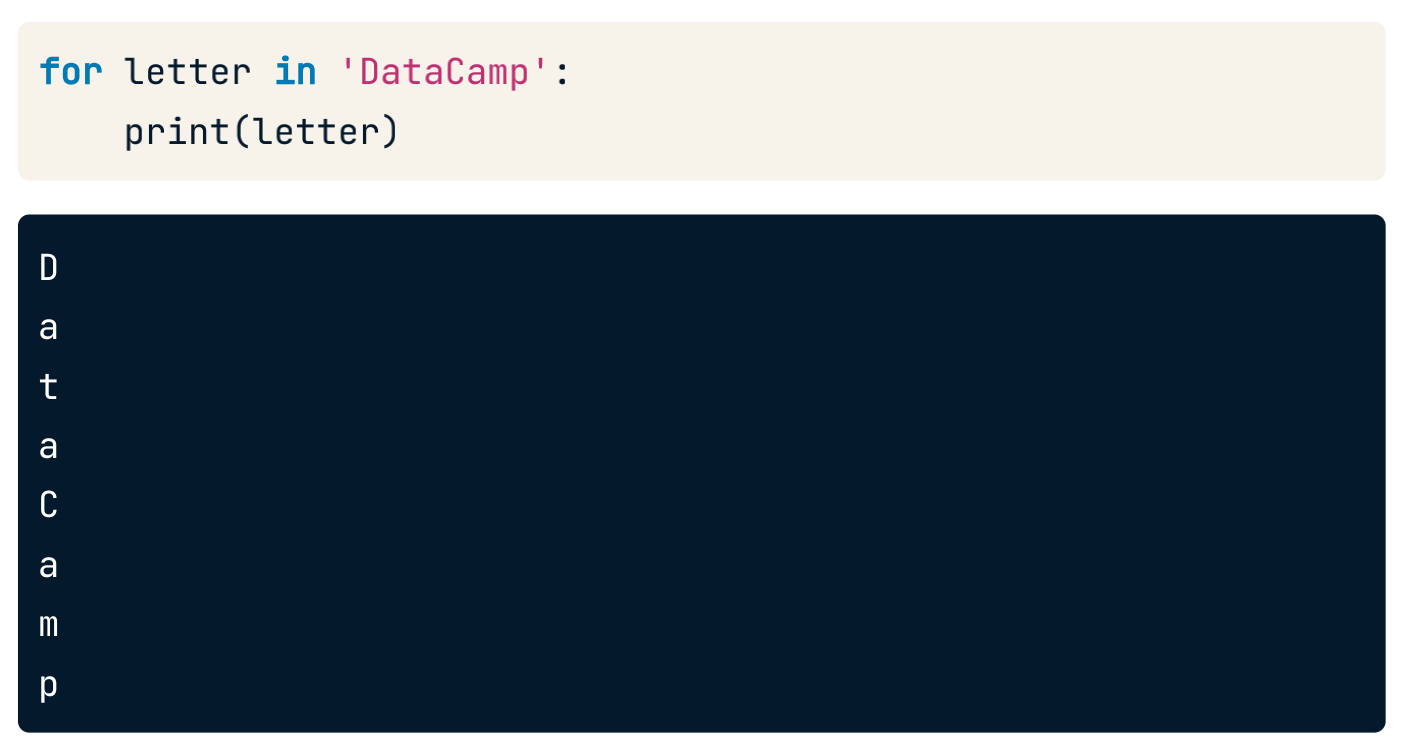 for letter in 'DataCamp':
    print(letter)
D
a
t
a
C
a
m
p